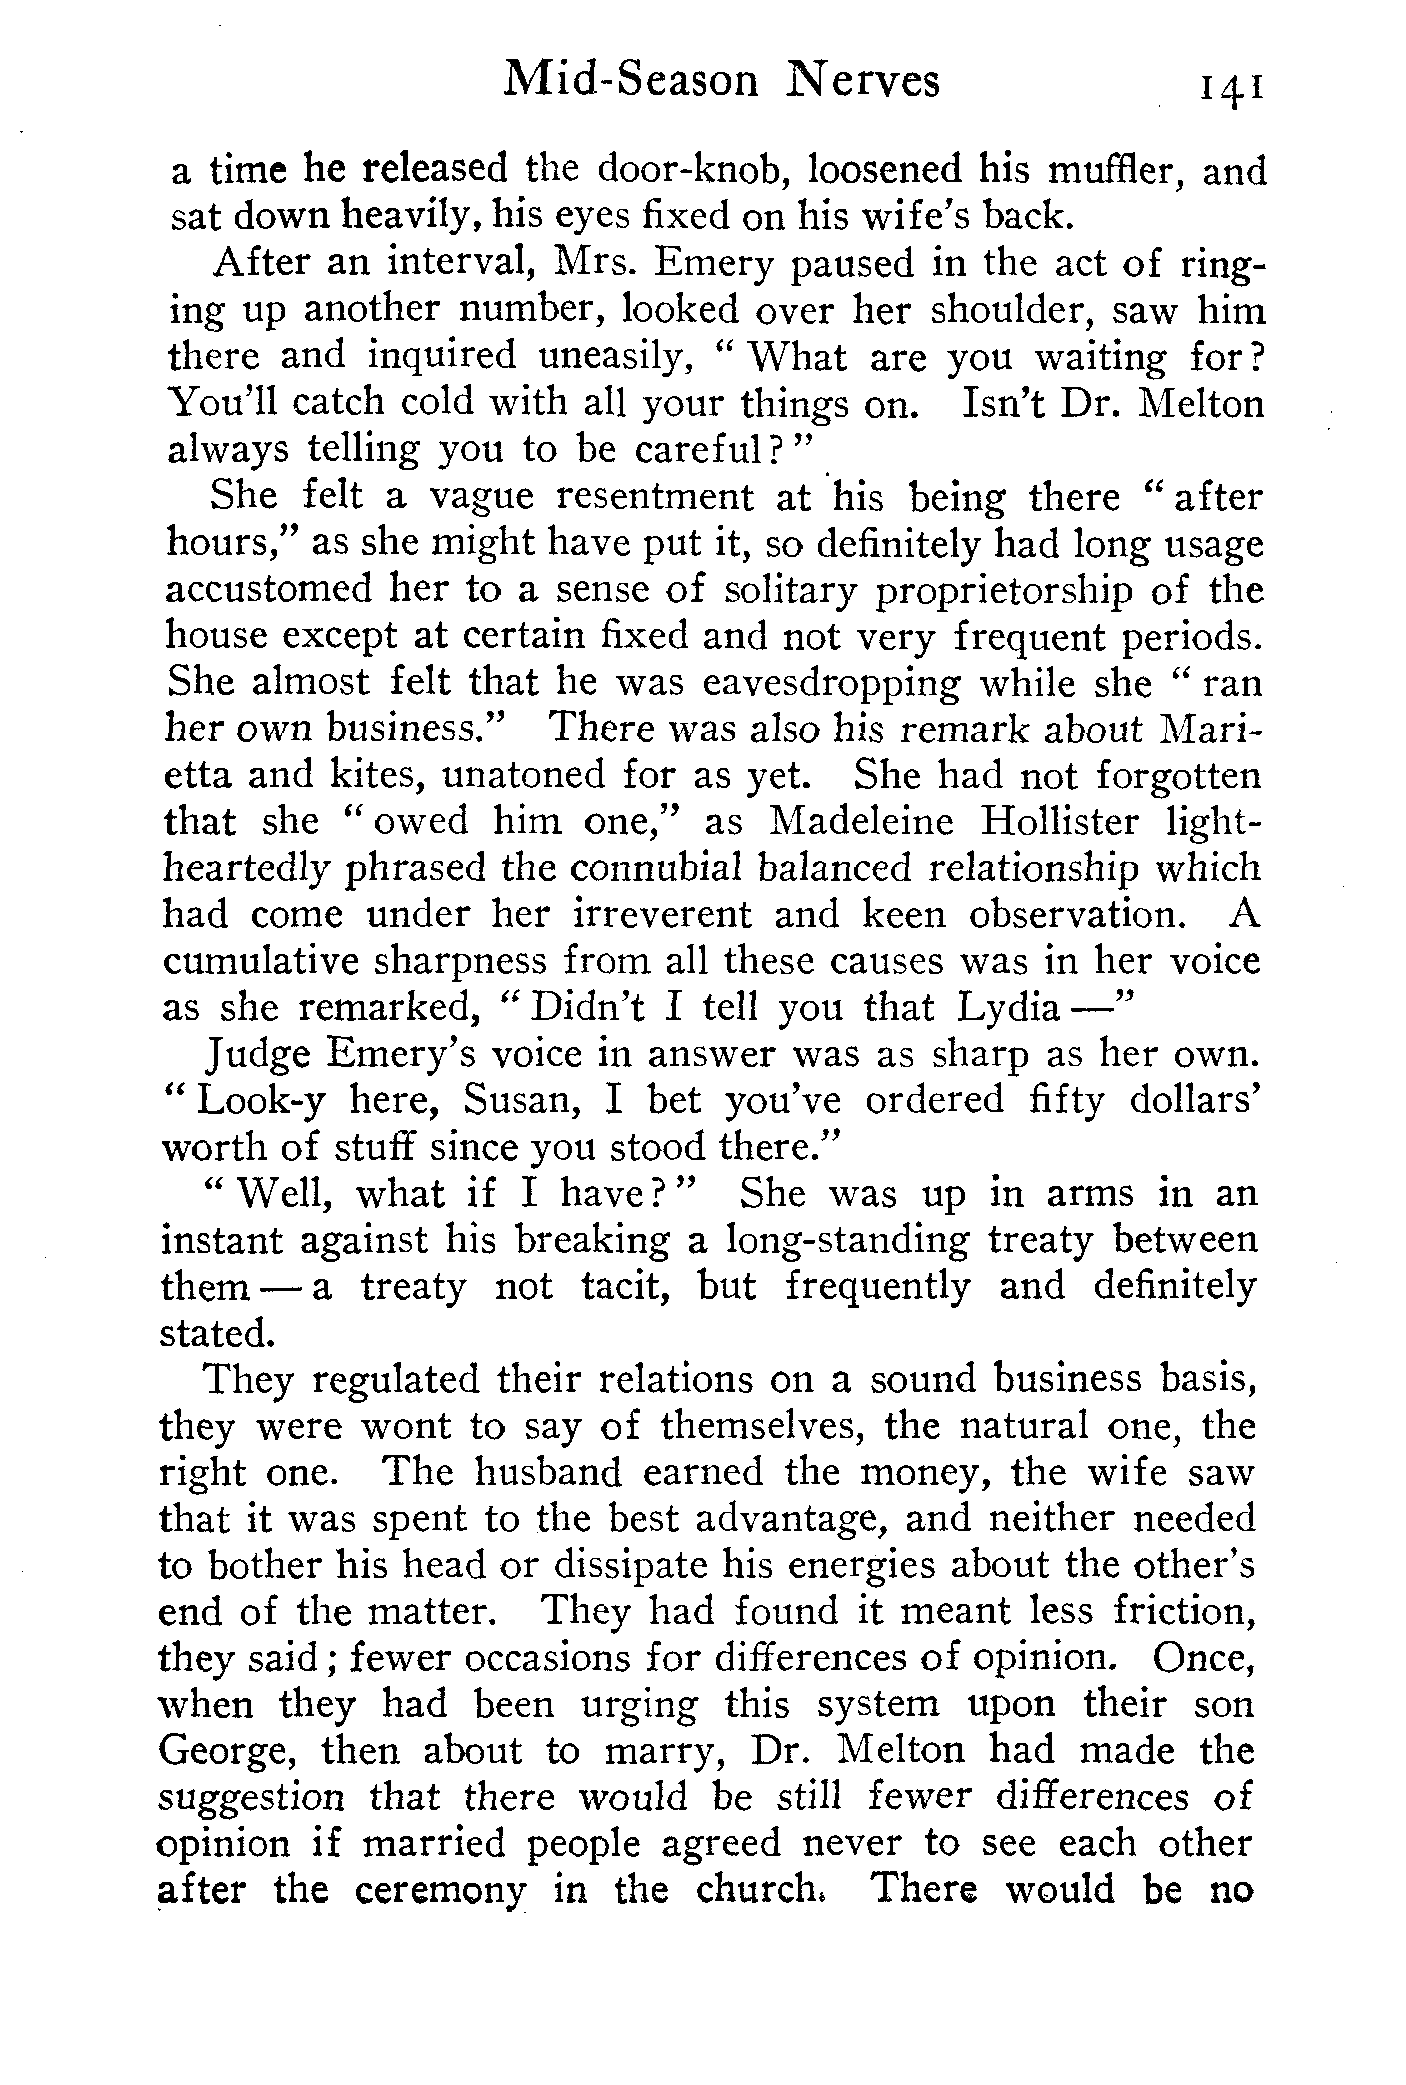 Mid-Season Nerves 141
a time he released the door-knob, loosened his muffler, and
sat down heavily, his eyes fixed on his wife's back.
After an interval, Mrs. Emery paused in the act of ring-
ing up another number, looked over her shoulder, saw him
there and inquired uneasily, " What are you waiting for?
You'll catch cold with all your things on. Isn't Dr. Melton
always telling you to be careful? "
She felt a vague resentment at his being there " after
hours," as she might have put it, so definitely had long usage
accustomed her to a sense of solitary proprietorship of the
house except at certain fixed and not very frequent periods.
She almost felt that he was eavesdropping while she " ran
her own business." There was also his remark about Mari-
etta and kites, unatoned for as yet. She had not forgotten
that she " owed him one," as Madeleine Hollister light-
heartedly phrased the connubial balanced relationship which
had come under her irreverent and keen observation. A
cumulative sharpness from all these causes was in her voice
as she remarked, " Didn't I tell you that Lydia —"
Judge Emery's voice in answer was as sharp as her own.
" Look-y here, Susan, I bet you've ordered fifty dollars'
worth of stuff since you stood there."
" Well, what if I have? " She was up in arms in an
instant against his breaking a long-standing treaty between
them — a treaty not tacit, but frequently and definitely
stated.
They regulated their relations on a sound business basis,
they were wont to say of themselves, the natural one, the
right one. The husband earned the money, the wife saw
that it was spent to the best advantage, and neither needed
to bother his head or dissipate his energies about the other's
end of the matter. They had found it meant less friction,
they said; fewer occasions for differences of opinion. Once,
when they had been urging this system upon their son
George, then about to marry, Dr. Melton had made the
suggestion that there would be still fewer differences of
opinion if married people agreed never to see each other
after the ceremony in the church. There would be no